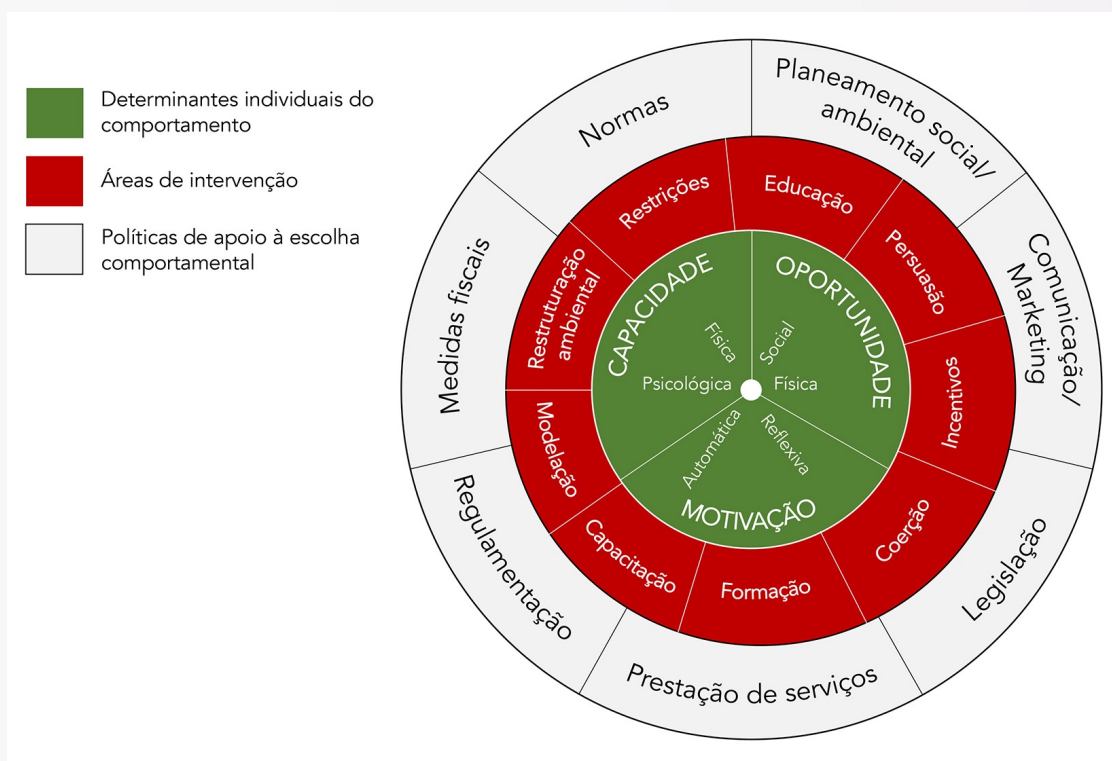 Determinantes individuais do
comportamento
Áreas de intervenção
Políticas de apoio à escolha
comportamental
Normas
Planeamento social/
ambiental
Comunicação/
Marketing
Legislação
Prestação de serviços
Regulamentação
Medidas fiscais
Restrições
Educação
Persuasão
Incentivos
Coerção
Formação
Capacitação
Modelação
Restruturação
ambiental
CAPACIDADE
Física
Psicológica
OPORTUNIDADE
Social
Física
MOTIVAÇÃO
Automática
Reflexiva